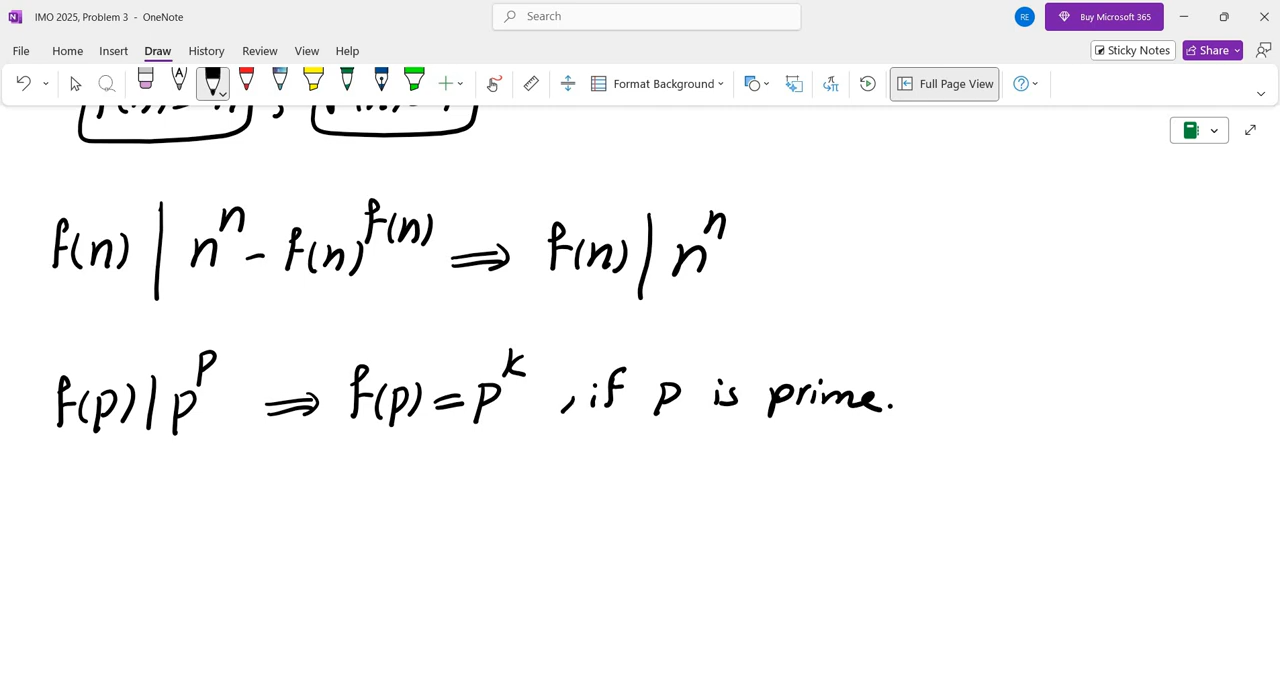 IMO 2025, Problem 3 - OneNote
Search
RE
Buy Microsoft 365
File Home Insert Draw History Review View Help
Sticky Notes
Share
Format Background
Full Page View
f(n) | n^n - f(n)^f(n) ⟹ f(n) | n^n
f(p) | p^p ⟹ f(p) = p^k , if p is prime.